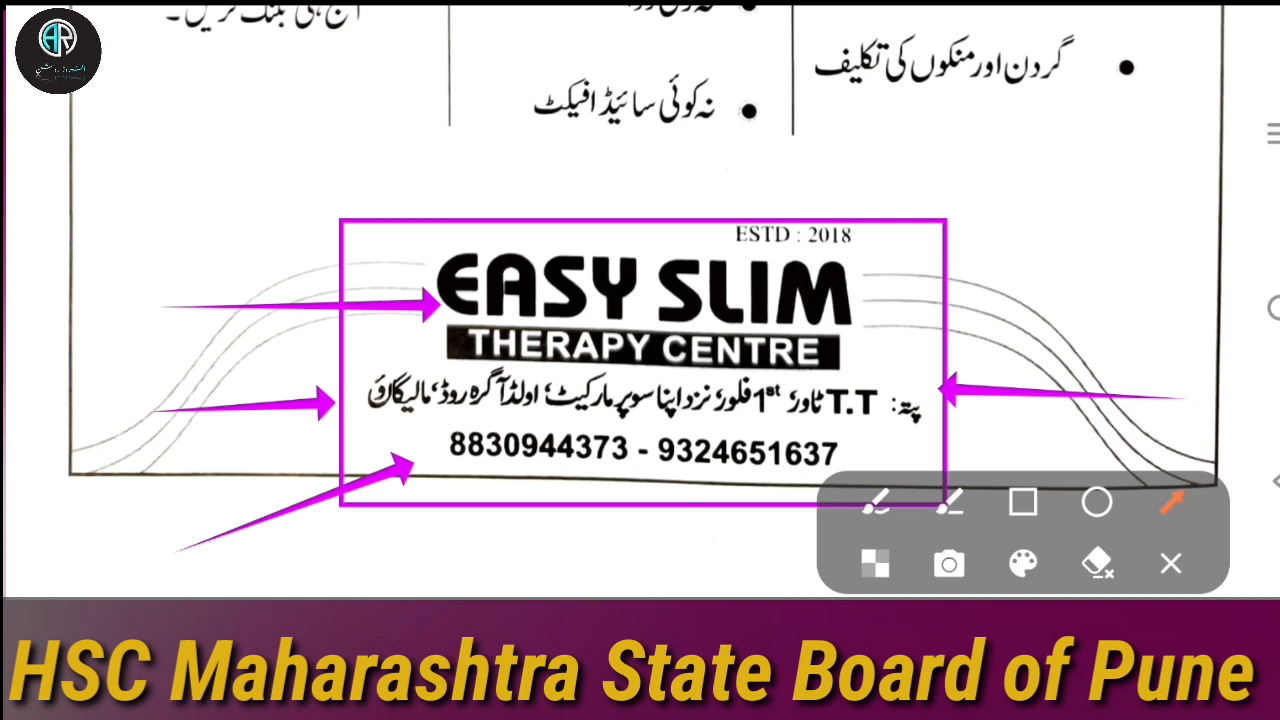 AR
آج ہی بکنگ کریں۔
نہ کوئی سائیڈ افیکٹ
گردن اور منکوں کی تکلیف
ESTD : 2018
EASY SLIM
THERAPY CENTRE
پتہ: T.T ٹاور، 1st فلور، نزد اپنا سوپر مارکیٹ، اولڈ آگرہ روڈ، مالیگاؤں
8830944373 - 9324651637
HSC Maharashtra State Board of Pune